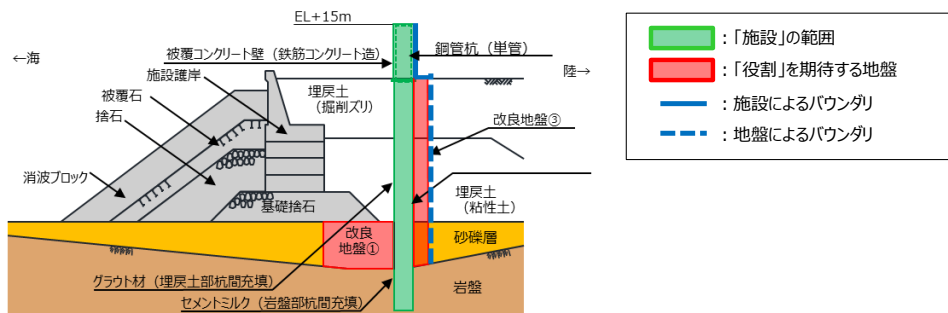 EL+15m
←海
被覆コンクリート壁（鉄筋コンクリート造）
鋼管杭（単管）
陸→
施設護岸
埋戻土
（掘削ズリ）
被覆石
捨石
改良地盤③
消波ブロック
基礎捨石
埋戻土
（粘性土）
改良
地盤①
砂礫層
グラウト材（埋戻土部杭間充填）
岩盤
セメントミルク（岩盤部杭間充填）
：「施設」の範囲
：「役割」を期待する地盤
：施設によるバウンダリ
：地盤によるバウンダリ